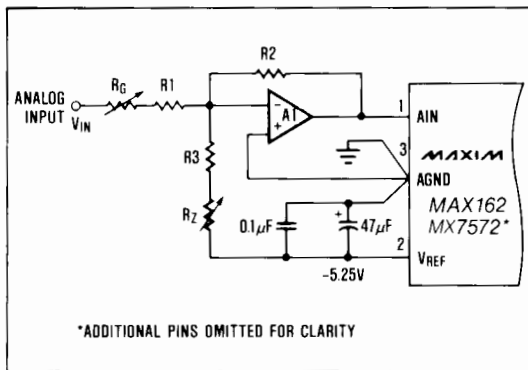 R2
ANALOG
INPUT
VIN
RG
R1
A1
−
+
1
AIN
3
MAXIM
AGND
MAX162
MX7572*
R3
RZ
0.1µF
+
47µF
2
VREF
−5.25V
*ADDITIONAL PINS OMITTED FOR CLARITY